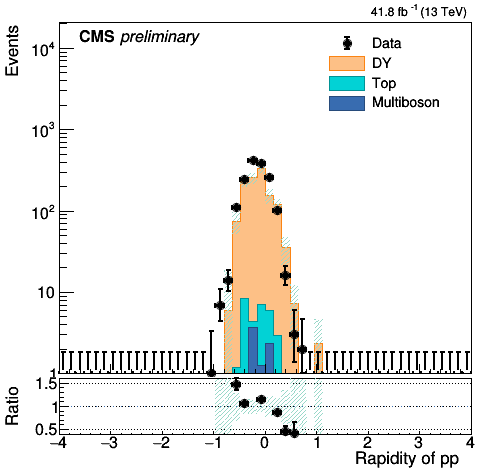 41.8 fb⁻¹ (13 TeV)
CMS preliminary
Events
10⁴
10³
10²
10
1
Data
DY
Top
Multiboson
Ratio
1.5
1
0.5
−4 −3 −2 −1 0 1 2 3 4
Rapidity of pp